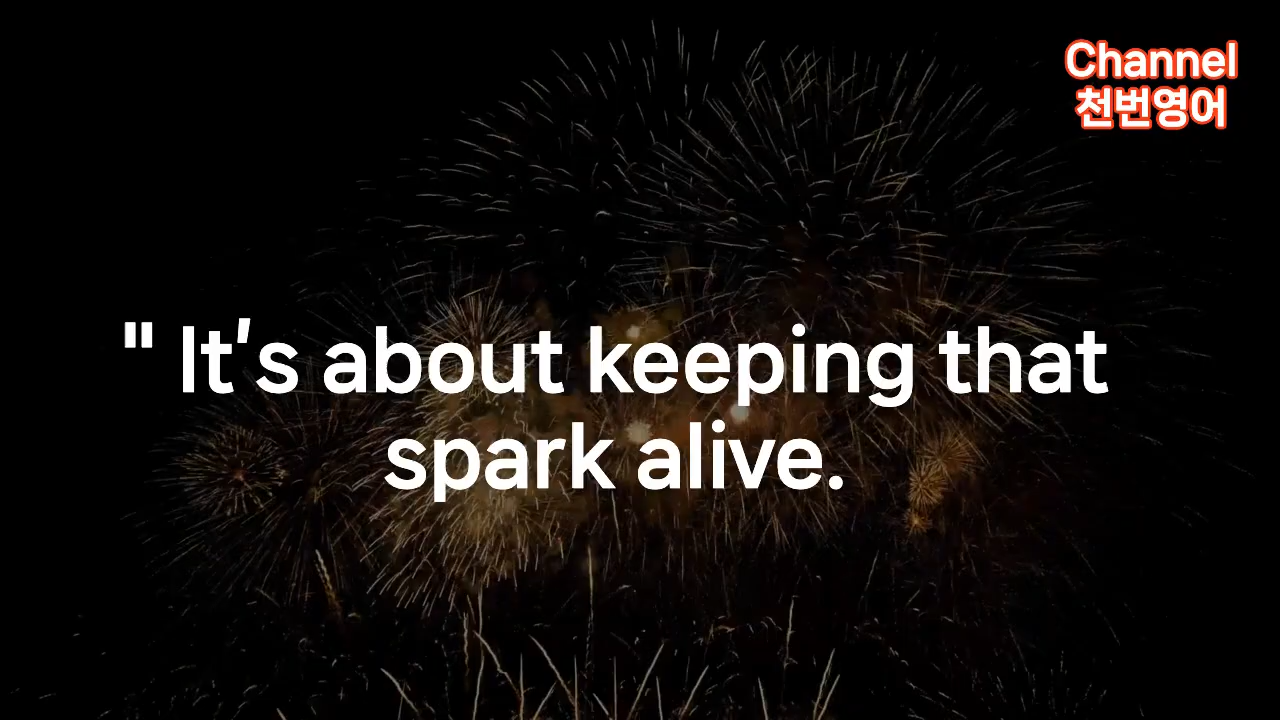 Channel
천번영어
" It's about keeping that
spark alive.